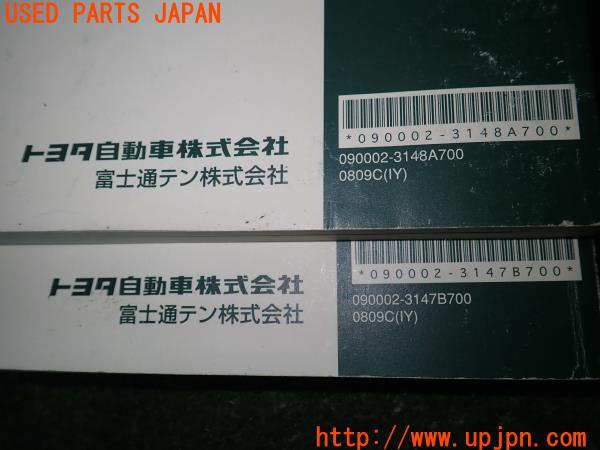 USED PARTS JAPAN
*090002-3148A700*
トヨタ自動車株式会社
富士通テン株式会社
090002-3148A700
0809C(IY)
*090002-3147B700*
トヨタ自動車株式会社
富士通テン株式会社
090002-3147B700
0809C(IY)
http://www.upjpn.com/